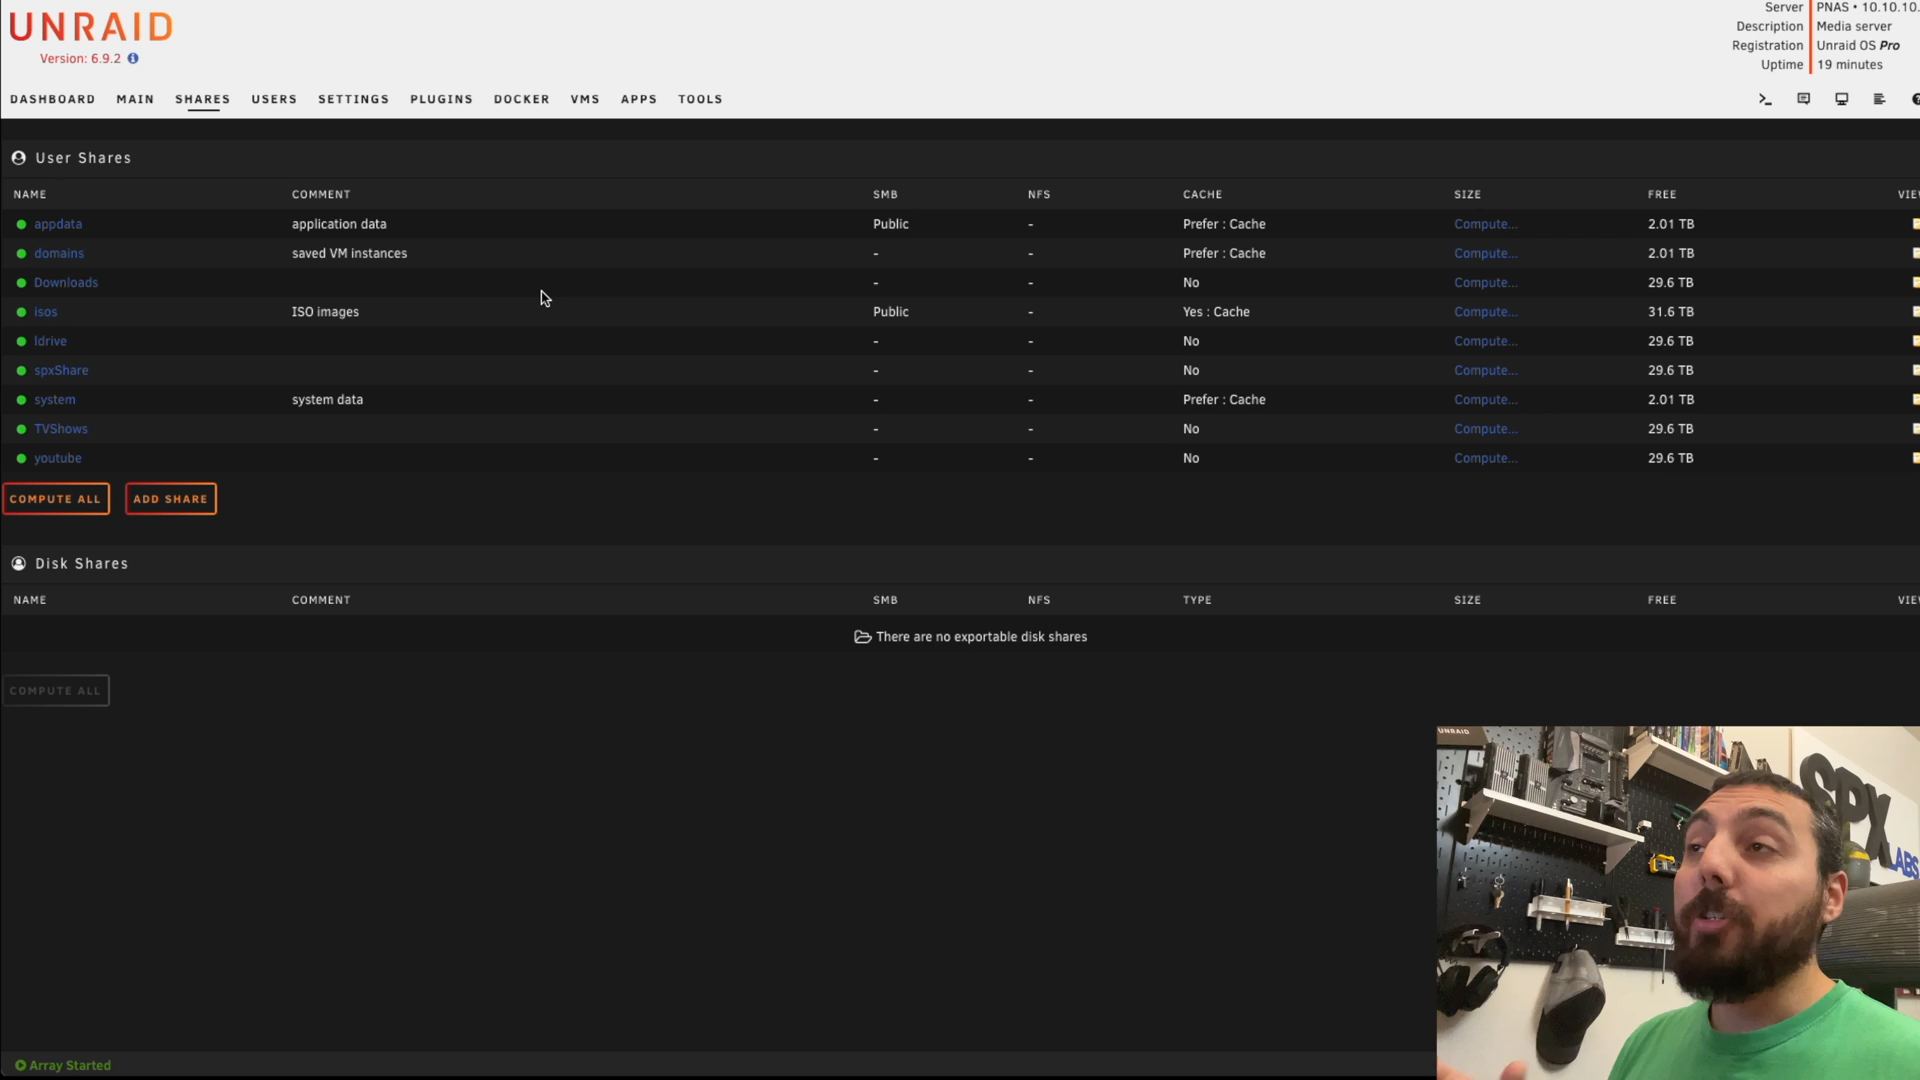 UNRAID
Version: 6.9.2
Server PNAS • 10.10.10.
Description Media server
Registration Unraid OS Pro
Uptime 19 minutes
DASHBOARD MAIN SHARES USERS SETTINGS PLUGINS DOCKER VMS APPS TOOLS
User Shares
NAME COMMENT SMB NFS CACHE SIZE FREE VIEW
appdata application data Public - Prefer : Cache Compute... 2.01 TB
domains saved VM instances - - Prefer : Cache Compute... 2.01 TB
Downloads - - No Compute... 29.6 TB
isos ISO images Public - Yes : Cache Compute... 31.6 TB
ldrive - - No Compute... 29.6 TB
spxShare - - No Compute... 29.6 TB
system system data - - Prefer : Cache Compute... 2.01 TB
TVShows - - No Compute... 29.6 TB
youtube - - No Compute... 29.6 TB
COMPUTE ALL ADD SHARE
Disk Shares
NAME COMMENT SMB NFS TYPE SIZE FREE VIEW
There are no exportable disk shares
COMPUTE ALL
UNRAID
SPX
LABS
Array Started